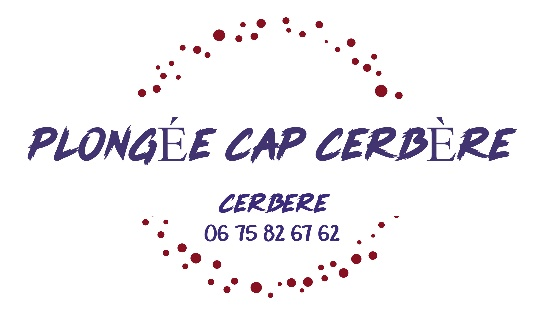 PLONGÉE CAP CERBÈRE
CERBERE
06 75 82 67 62